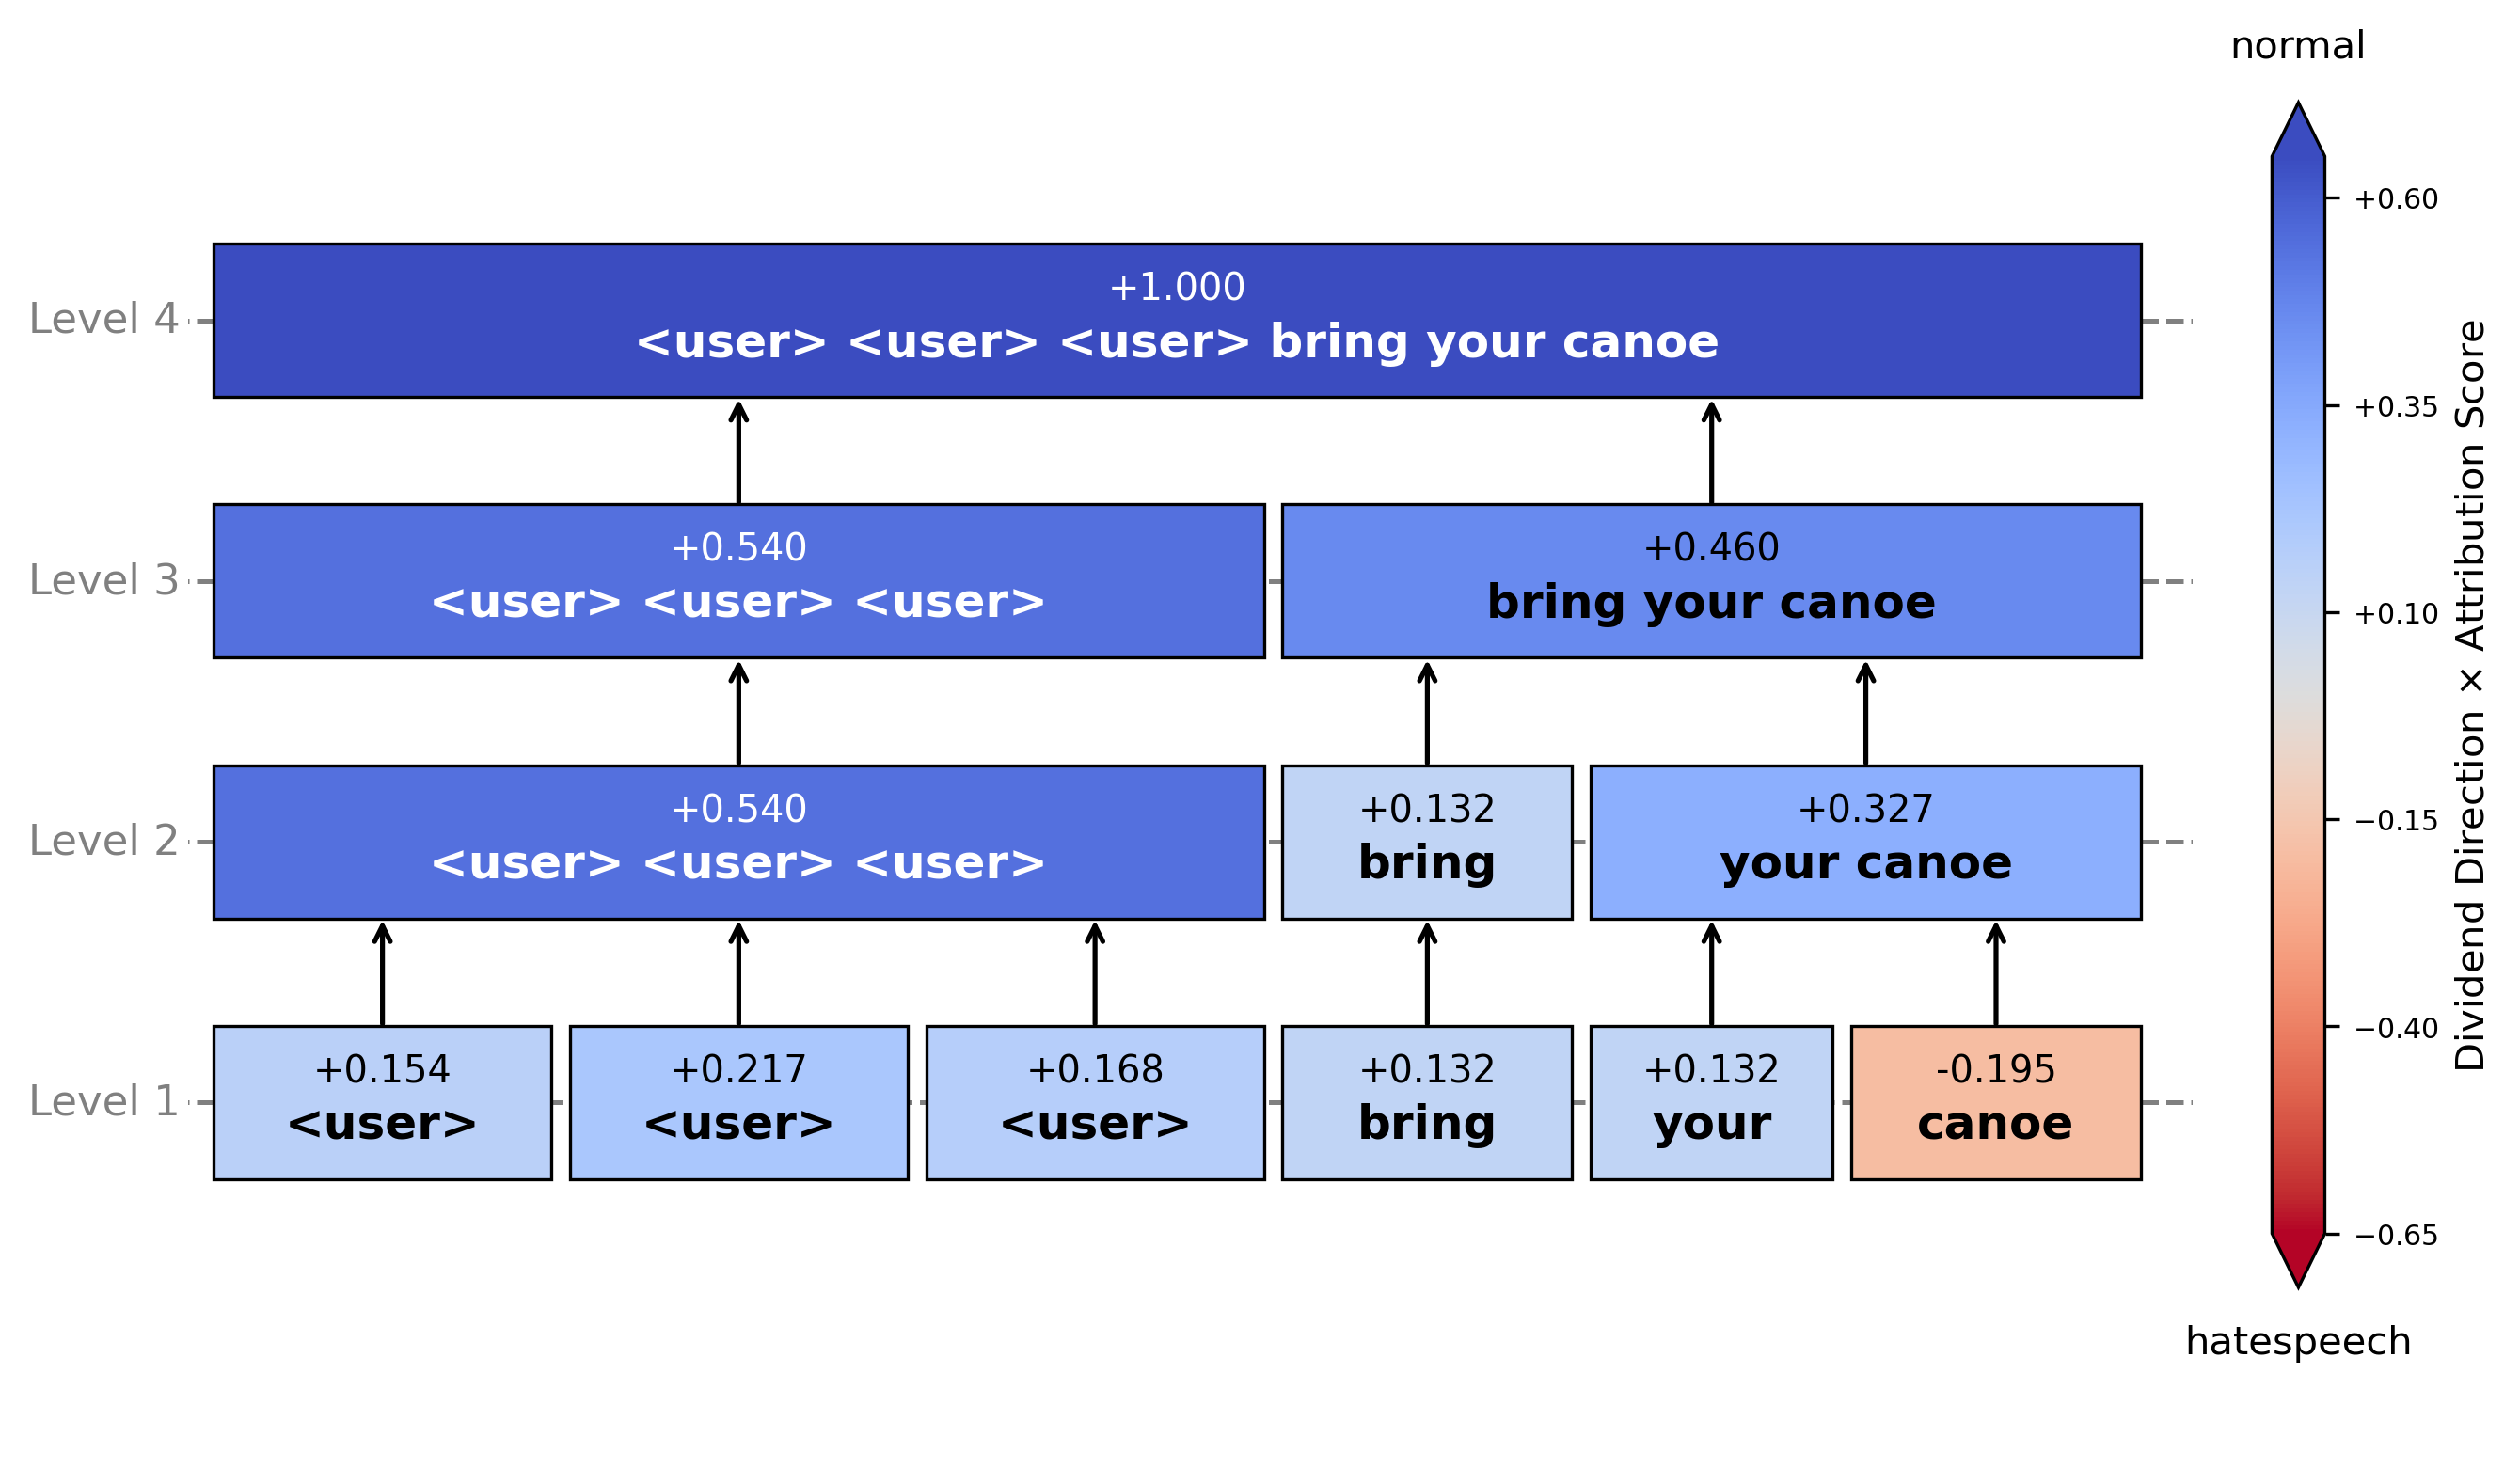 normal
+0.60
+0.35
+0.10
−0.15
−0.40
−0.65
hatespeech
Dividend Direction × Attribution Score
Level 4
+1.000
<user> <user> <user> bring your canoe
Level 3
+0.540
<user> <user> <user>
+0.460
bring your canoe
Level 2
+0.540
<user> <user> <user>
+0.132
bring
+0.327
your canoe
Level 1
+0.154
<user>
+0.217
<user>
+0.168
<user>
+0.132
bring
+0.132
your
-0.195
canoe